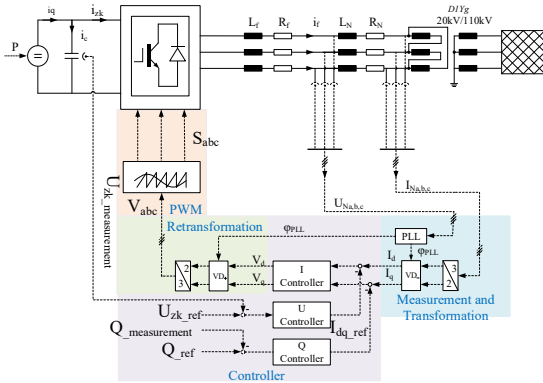 D1Yg
20kV/110kV
P
iq
izk
ic
Lf
Rf
if
LN
RN
Sabc
Uzk_measurement
Vabc
PWM
UNa,b,c
INa,b,c
Retransformation
φPLL
PLL
φPLL
2
3
VD+
Vd
Vq
I
Controller
Id
Iq
VD+
3
2
Measurement and
Transformation
Uzk_ref
U
Controller
Idq_ref
Q_measurement
Q_ref
Q
Controller
Controller